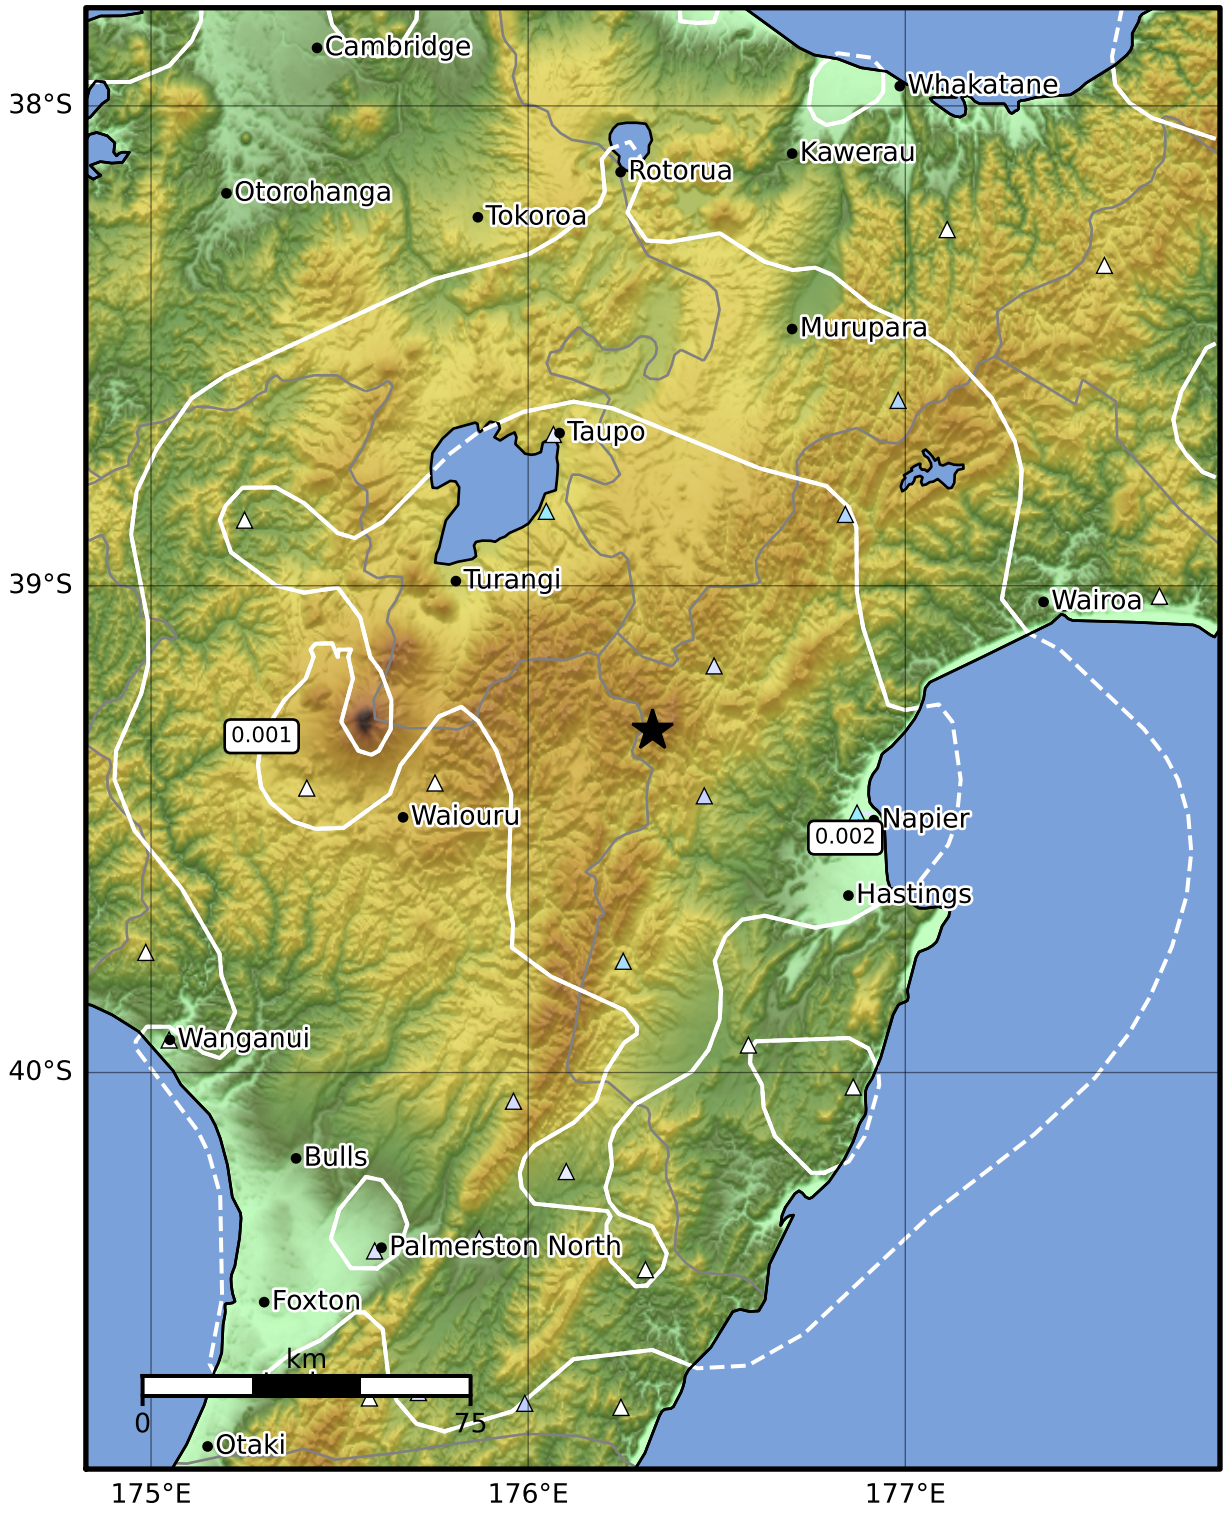 Cambridge
Whakatane
38°S
Kawerau
Rotorua
Otorohanga
Tokoroa
Murupara
Taupo
Turangi
39°S
Wairoa
0.001
Waiouru
Napier
0.002
Hastings
Wanganui
40°S
Bulls
Palmerston North
Foxton
km
0
75
Otaki
175°E
176°E
177°E